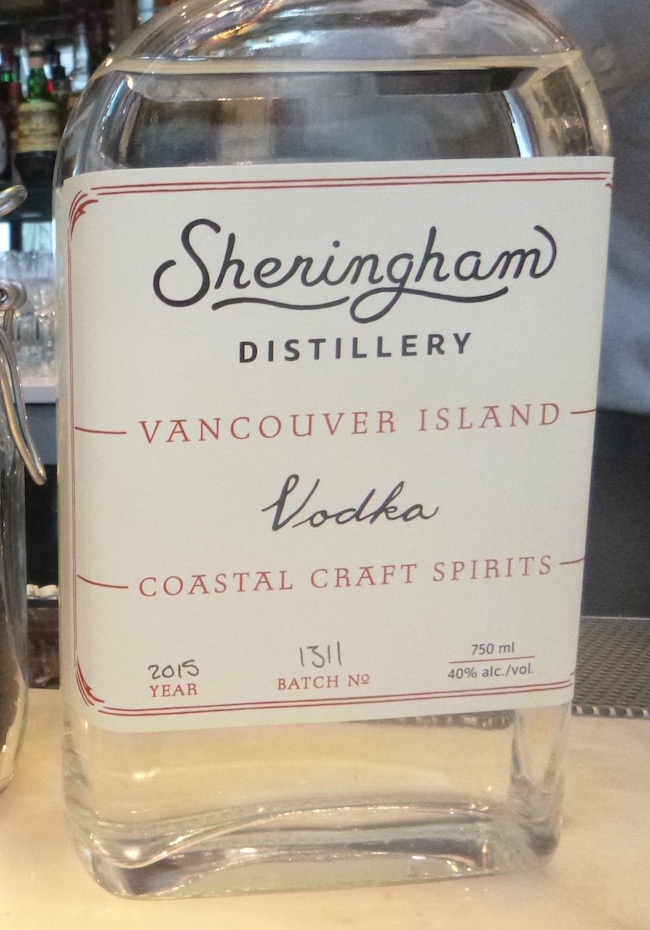 Sheringham
DISTILLERY
VANCOUVER ISLAND
Vodka
COASTAL CRAFT SPIRITS
2015
YEAR
1311
BATCH Nº
750 ml
40% alc./vol.